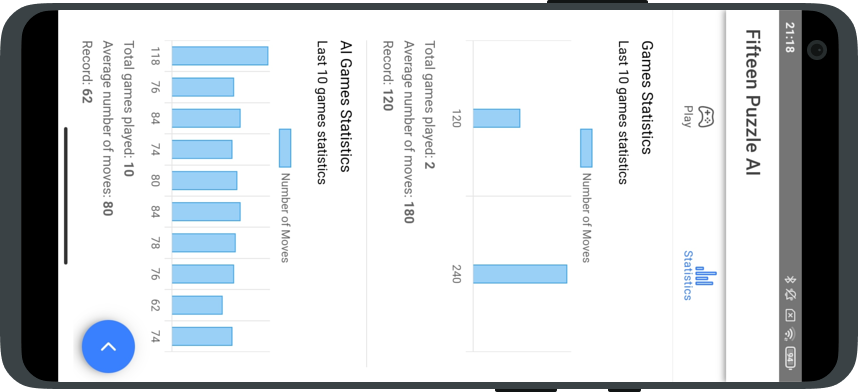 21:18
94
Fifteen Puzzle AI
Play
Statistics
Games Statistics
Last 10 games statistics
Number of Moves
120 240
Total games played: 2
Average number of moves: 180
Record: 120
AI Games Statistics
Last 10 games statistics
Number of Moves
118 76 84 74 80 84 78 76 62 74
Total games played: 10
Average number of moves: 80
Record: 62